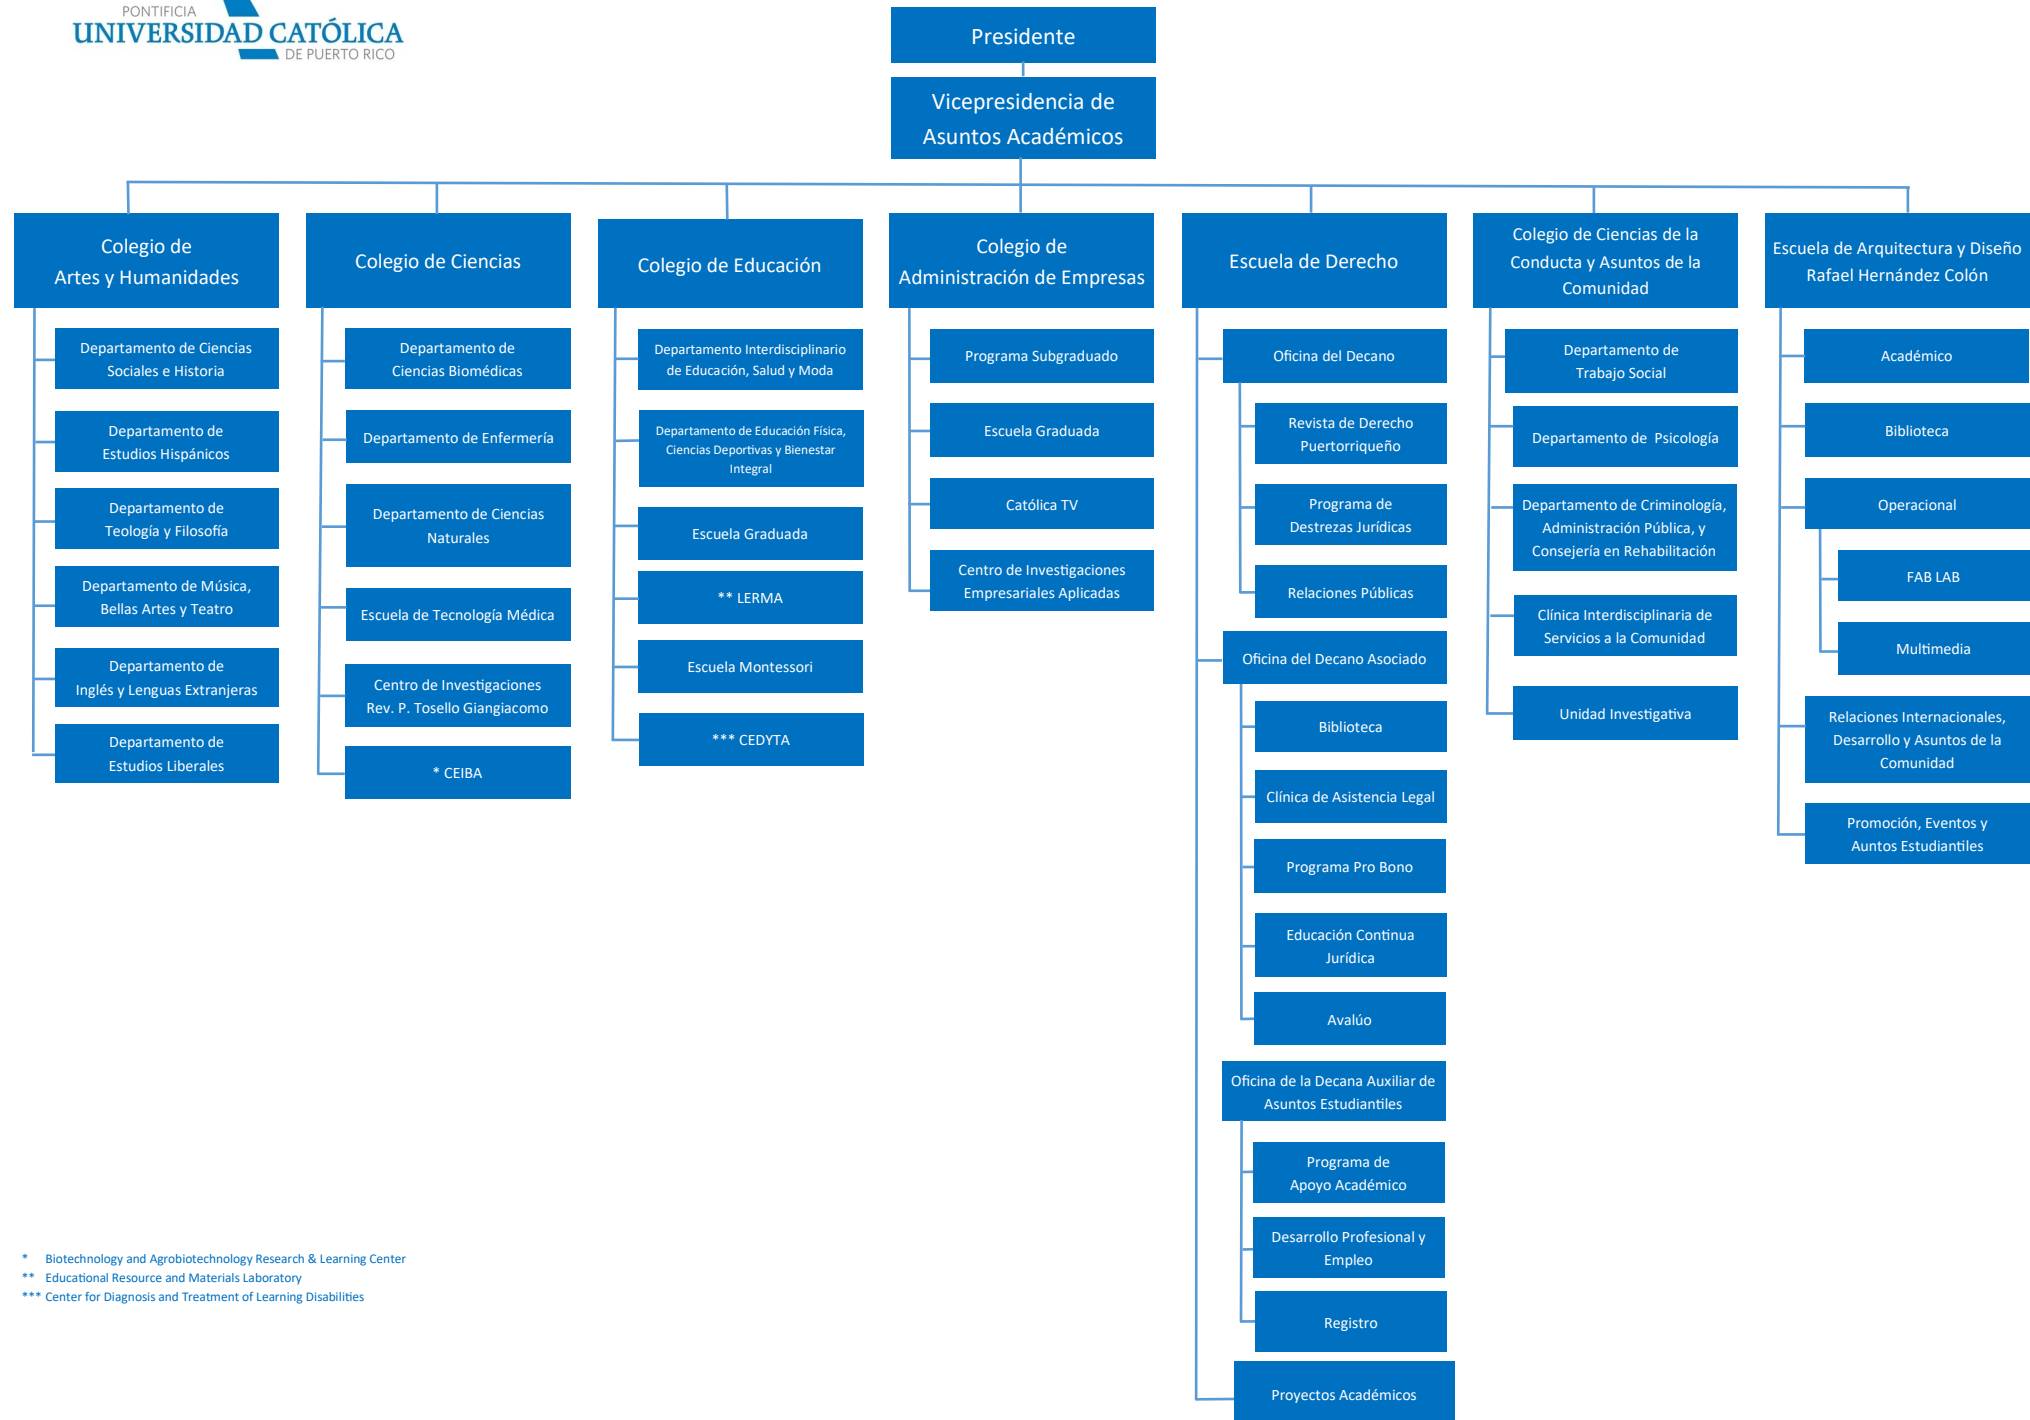 PONTIFICIA
UNIVERSIDAD CATÓLICA
DE PUERTO RICO
Presidente
Vicepresidencia de
Asuntos Académicos
Colegio de
Artes y Humanidades
Departamento de Ciencias
Sociales e Historia
Departamento de
Estudios Hispánicos
Departamento de
Teología y Filosofía
Departamento de Música,
Bellas Artes y Teatro
Departamento de
Inglés y Lenguas Extranjeras
Departamento de
Estudios Liberales
Colegio de Ciencias
Departamento de
Ciencias Biomédicas
Departamento de Enfermería
Departamento de Ciencias
Naturales
Escuela de Tecnología Médica
Centro de Investigaciones
Rev. P. Tosello Giangiacomo
* CEIBA
Colegio de Educación
Departamento Interdisciplinario
de Educación, Salud y Moda
Departamento de Educación Física,
Ciencias Deportivas y Bienestar
Integral
Escuela Graduada
** LERMA
Escuela Montessori
*** CEDYTA
Colegio de
Administración de Empresas
Programa Subgraduado
Escuela Graduada
Católica TV
Centro de Investigaciones
Empresariales Aplicadas
Escuela de Derecho
Oficina del Decano
Revista de Derecho
Puertorriqueño
Programa de
Destrezas Jurídicas
Relaciones Públicas
Oficina del Decano Asociado
Biblioteca
Clínica de Asistencia Legal
Programa Pro Bono
Educación Continua
Jurídica
Avalúo
Oficina de la Decana Auxiliar de
Asuntos Estudiantiles
Programa de
Apoyo Académico
Desarrollo Profesional y
Empleo
Registro
Proyectos Académicos
Colegio de Ciencias de la
Conducta y Asuntos de la
Comunidad
Departamento de
Trabajo Social
Departamento de Psicología
Departamento de Criminología,
Administración Pública, y
Consejería en Rehabilitación
Clínica Interdisciplinaria de
Servicios a la Comunidad
Unidad Investigativa
Escuela de Arquitectura y Diseño
Rafael Hernández Colón
Académico
Biblioteca
Operacional
FAB LAB
Multimedia
Relaciones Internacionales,
Desarrollo y Asuntos de la
Comunidad
Promoción, Eventos y
Auntos Estudiantiles
* Biotechnology and Agrobiotechnology Research & Learning Center
** Educational Resource and Materials Laboratory
*** Center for Diagnosis and Treatment of Learning Disabilities